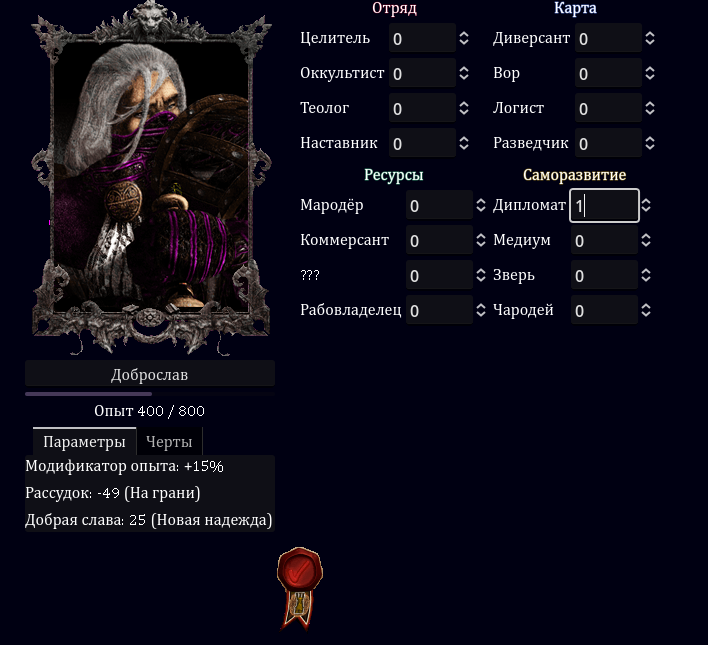 Отряд Карта
Целитель 0 Диверсант 0
Оккультист 0 Вор 0
Теолог 0 Логист 0
Наставник 0 Разведчик 0
Ресурсы Саморазвитие
Мародёр 0 Дипломат 1
Коммерсант 0 Медиум 0
??? 0 Зверь 0
Рабовладелец 0 Чародей 0
Доброслав
Опыт 400 / 800
Параметры Черты
Модификатор опыта: +15%
Рассудок: -49 (На грани)
Добрая слава: 25 (Новая надежда)